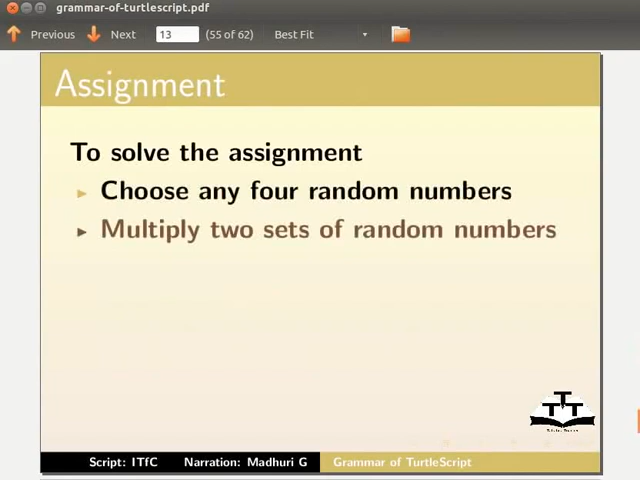 grammar-of-turtlescript.pdf
Previous Next 13 (55 of 62) Best Fit
Assignment
To solve the assignment
Choose any four random numbers
Multiply two sets of random numbers
TTT
Script: ITfC Narration: Madhuri G Grammar of TurtleScript